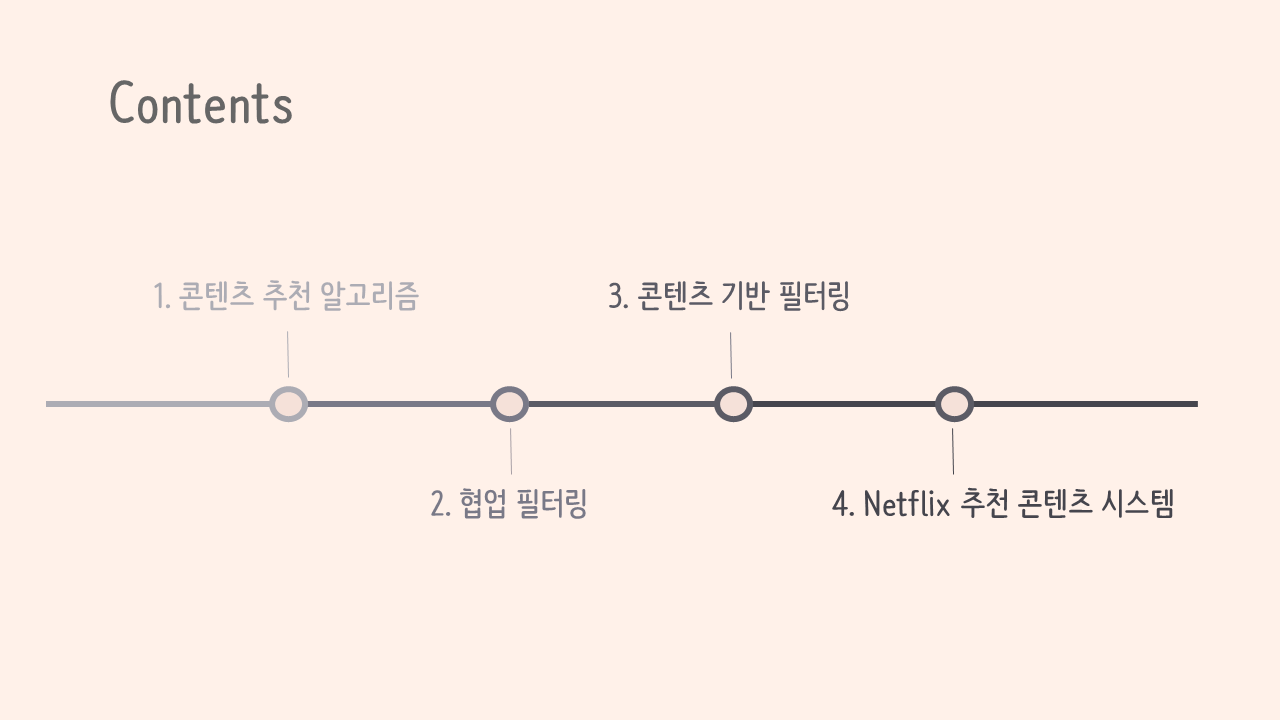 Contents
1. 콘텐츠 추천 알고리즘
2. 협업 필터링
3. 콘텐츠 기반 필터링
4. Netflix 추천 콘텐츠 시스템